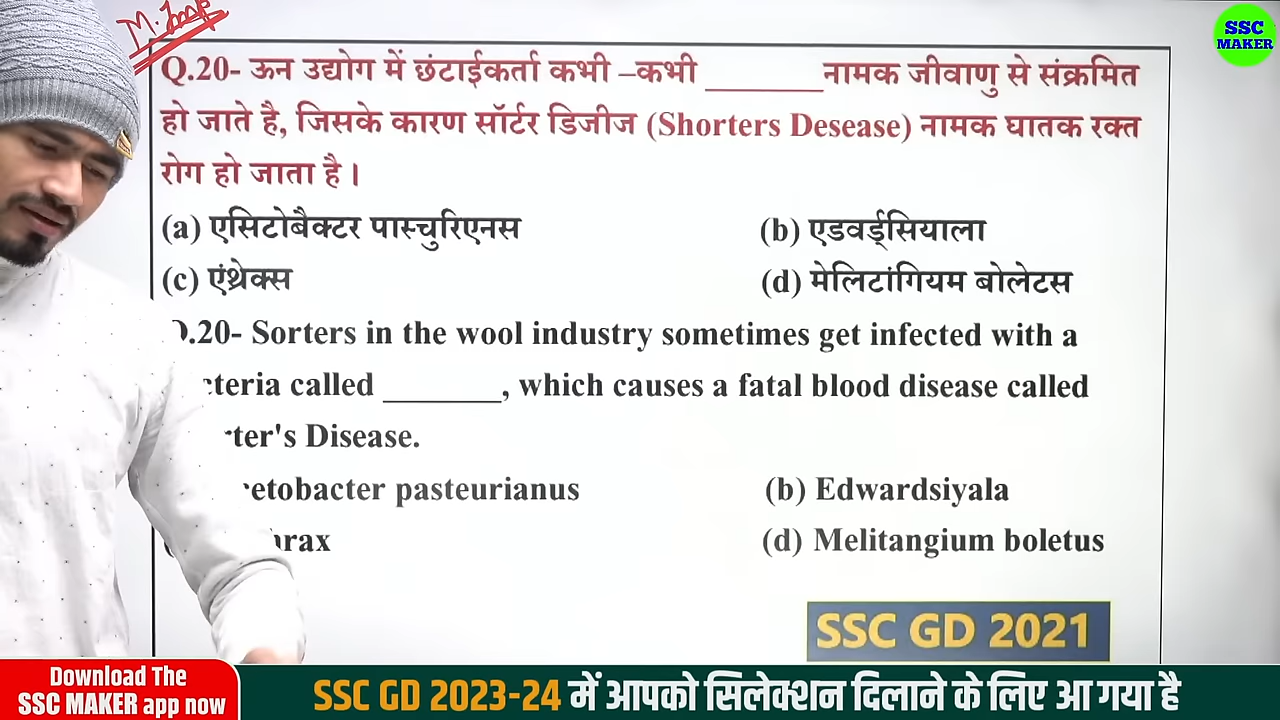 M. Imp
SSC
MAKER
Q.20- ऊन उद्योग में छंटाईकर्ता कभी –कभी _______नामक जीवाणु से संक्रमित
हो जाते है, जिसके कारण सॉर्टर डिजीज (Shorters Desease) नामक घातक रक्त
रोग हो जाता है।
(a) एसिटोबैक्टर पास्चुरिएनस (b) एडवर्ड्सियाला
(c) एंथ्रेक्स (d) मेलिटांगियम बोलेटस
.20- Sorters in the wool industry sometimes get infected with a
cteria called _______, which causes a fatal blood disease called
rter's Disease.
etobacter pasteurianus (b) Edwardsiyala
rax (d) Melitangium boletus
SSC GD 2021
Download The
SSC MAKER app now
SSC GD 2023-24 में आपको सिलेक्शन दिलाने के लिए आ गया है